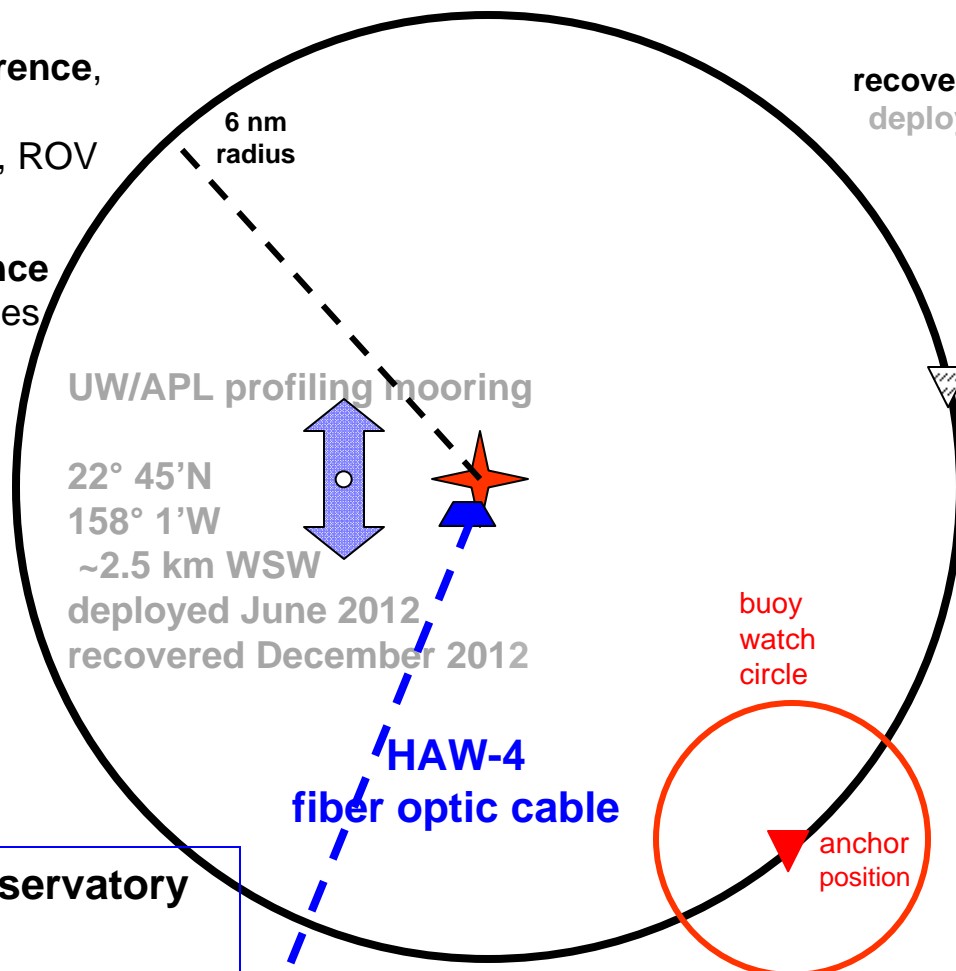 rence,
, ROV
nce
es
6 nm
radius
recove
deploy
UW/APL profiling mooring
22° 45’N
158° 1’W
~2.5 km WSW
deployed June 2012
recovered December 2012
buoy
watch
circle
HAW-4
fiber optic cable
anchor
position
servatory